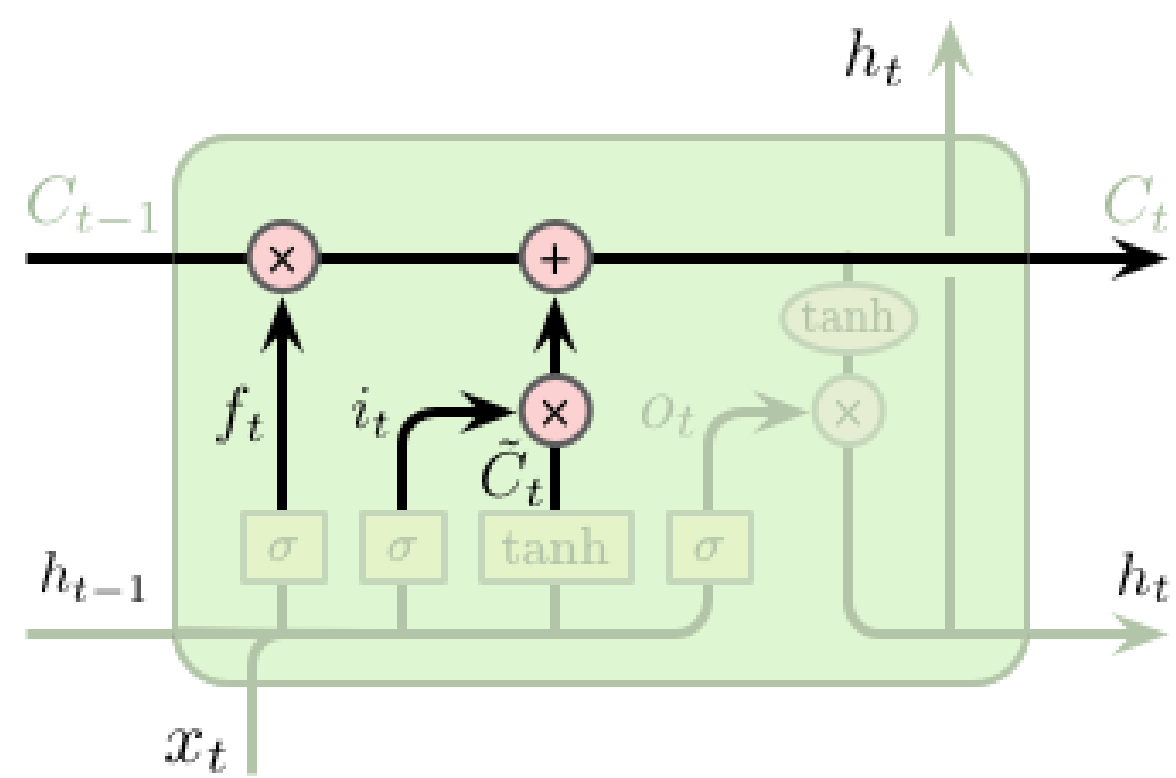 h_t
C_{t-1}
C_t
× +
tanh
f_t i_t × o_t ×
C̃_t
σ σ tanh σ
h_{t-1} h_t
x_t